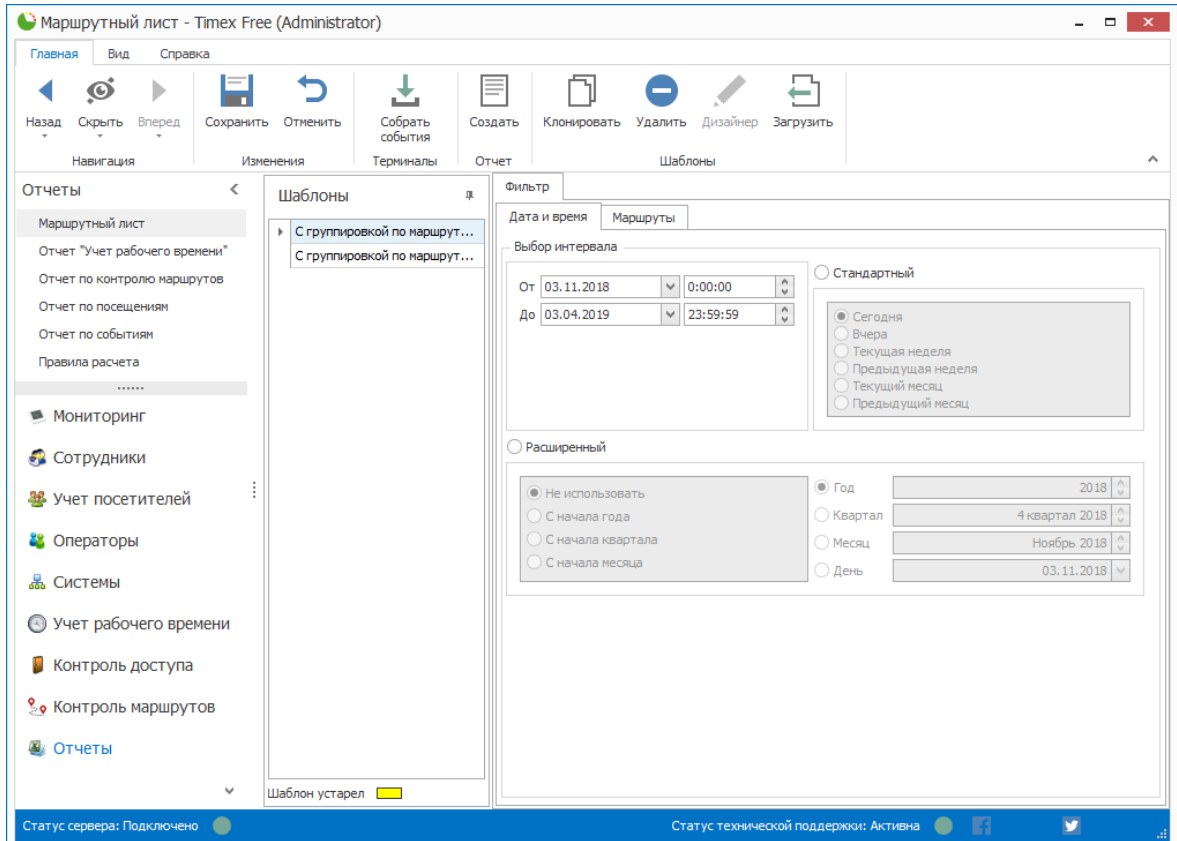 Маршрутный лист - Timex Free (Administrator)
Главная Вид Справка
Назад Скрыть Вперед Сохранить Отменить Собрать события Создать Клонировать Удалить Дизайнер Загрузить
Навигация Изменения Терминалы Отчет Шаблоны
Отчеты
Маршрутный лист
Отчет "Учет рабочего времени"
Отчет по контролю маршрутов
Отчет по посещениям
Отчет по событиям
Правила расчета
Мониторинг
Сотрудники
Учет посетителей
Операторы
Системы
Учет рабочего времени
Контроль доступа
Контроль маршрутов
Отчеты
Шаблоны
С группировкой по маршрут...
С группировкой по маршрут...
Шаблон устарел
Фильтр
Дата и время Маршруты
Выбор интервала
От 03.11.2018 0:00:00
До 03.04.2019 23:59:59
Стандартный
Сегодня
Вчера
Текущая неделя
Предыдущая неделя
Текущий месяц
Предыдущий месяц
Расширенный
Не использовать
С начала года
С начала квартала
С начала месяца
Год 2018
Квартал 4 квартал 2018
Месяц Ноябрь 2018
День 03.11.2018
Статус сервера: Подключено Статус технической поддержки: Активна